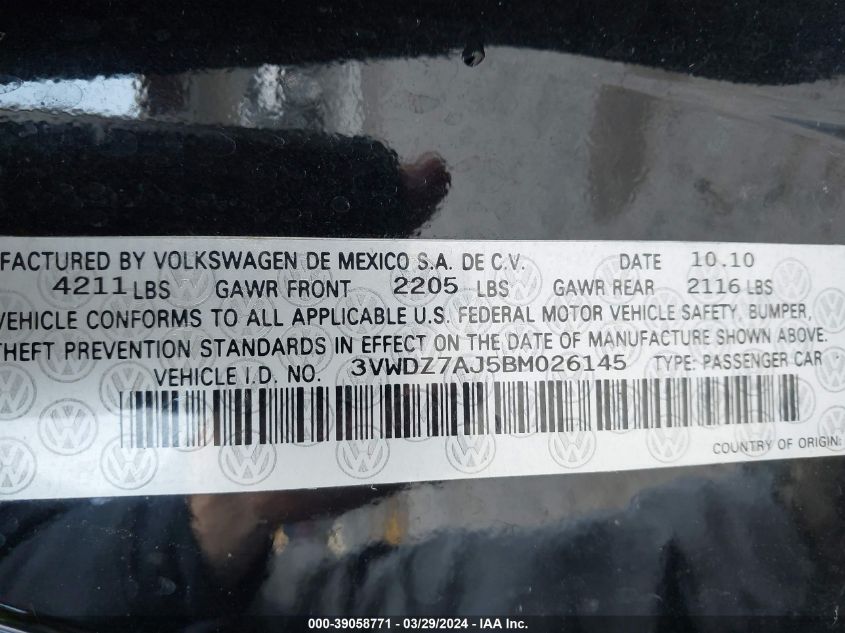 FACTURED BY VOLKSWAGEN DE MEXICO S.A. DE C.V. DATE 10.10
4211 LBS GAWR FRONT 2205 LBS GAWR REAR 2116 LBS
VEHICLE CONFORMS TO ALL APPLICABLE U.S. FEDERAL MOTOR VEHICLE SAFETY, BUMPER,
THEFT PREVENTION STANDARDS IN EFFECT ON THE DATE OF MANUFACTURE SHOWN ABOVE.
VEHICLE I.D. NO. 3VWDZ7AJ5BM026145 TYPE: PASSENGER CAR
COUNTRY OF ORIGIN:
000-39058771 - 03/29/2024 - IAA Inc.